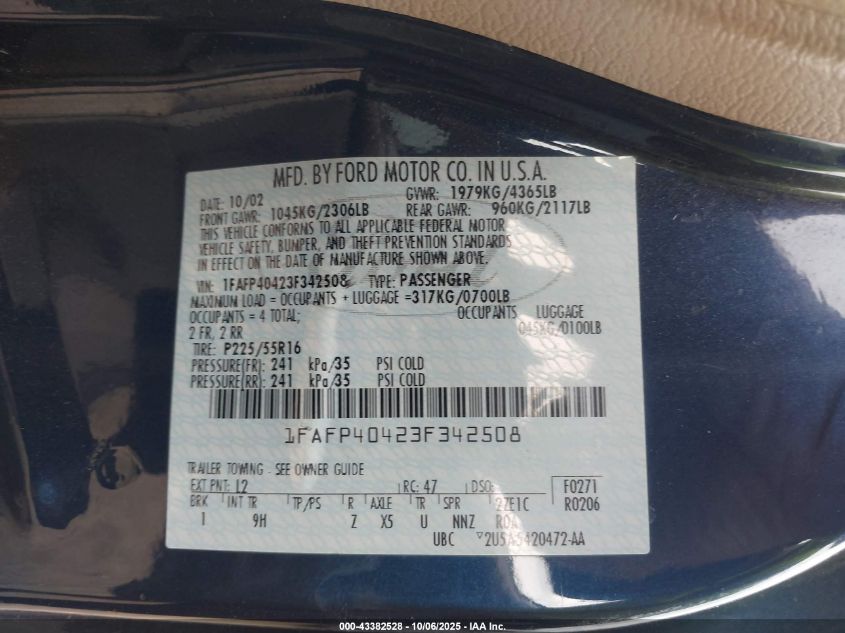 MFD. BY FORD MOTOR CO. IN U.S.A.
DATE: 10/02 GVWR: 1979KG/4365LB
FRONT GAWR: 1045KG/2306LB REAR GAWR: 960KG/2117LB
THIS VEHICLE CONFORMS TO ALL APPLICABLE FEDERAL MOTOR
VEHICLE SAFETY, BUMPER, AND THEFT PREVENTION STANDARDS
IN EFFECT ON THE DATE OF MANUFACTURE SHOWN ABOVE.
VIN: 1FAFP40423F342508 TYPE: PASSENGER
MAXIMUM LOAD = OCCUPANTS + LUGGAGE =317KG/0700LB
OCCUPANTS = 4 TOTAL; OCCUPANTS LUGGAGE
2 FR, 2 RR 045KG/0100LB
TIRE: P225/55R16
PRESSURE(FR): 241 kPa/35 PSI COLD
PRESSURE(RR): 241 kPa/35 PSI COLD
1FAFP40423F342508
TRAILER TOWING - SEE OWNER GUIDE
EXT PNT: L2 RC: 47 DSO: F0271
BRK INT TR TP/PS R AXLE TR SPR 27E1C R0206
1 9H Z X5 U NNZ ROA
UBC ▽2U5A-5420472-AA
000-43382528 - 10/06/2025 - IAA Inc.